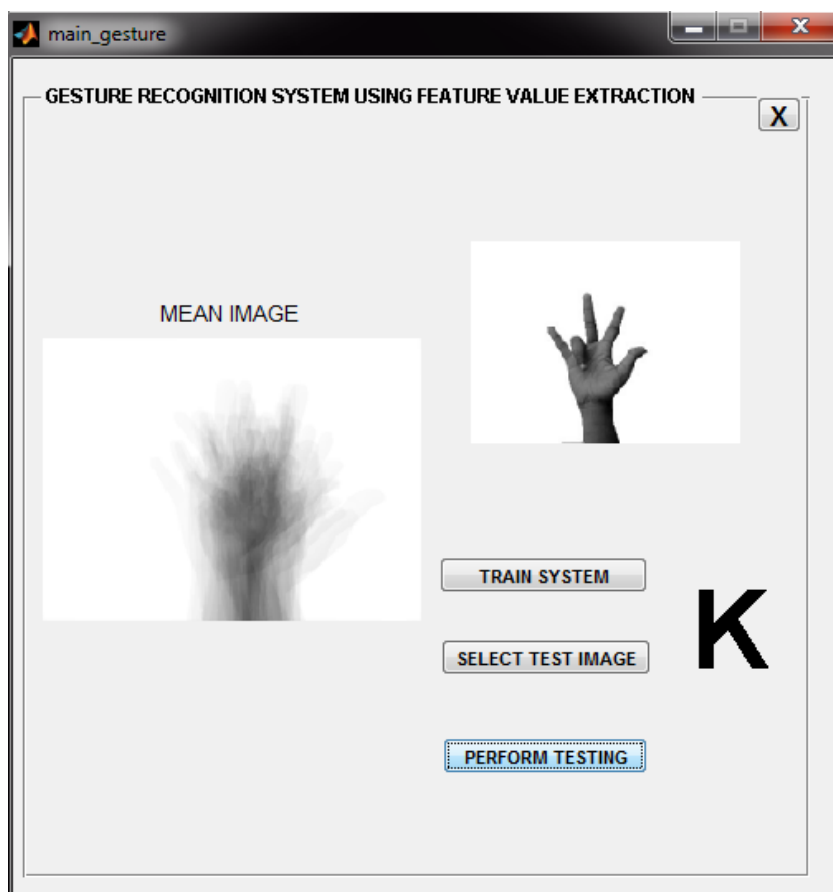 main_gesture
GESTURE RECOGNITION SYSTEM USING FEATURE VALUE EXTRACTION
X
MEAN IMAGE
TRAIN SYSTEM
K
SELECT TEST IMAGE
PERFORM TESTING